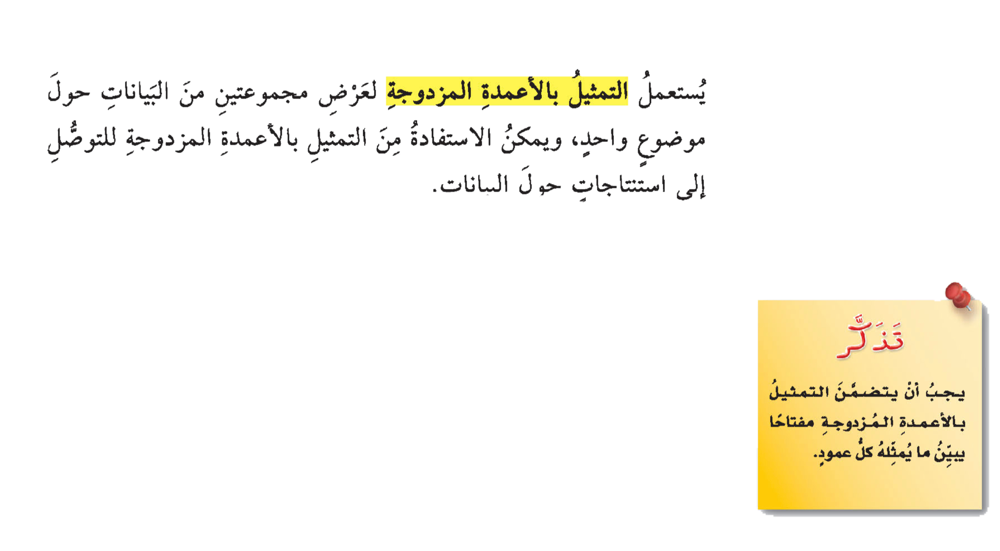 يُستعملُ التمثيلُ بالأعمدةِ المزدوجةِ لعَرْضِ مجموعتينِ منَ البَياناتِ حولَ
موضوعٍ واحدٍ، ويمكنُ الاستفادةُ مِنَ التمثيلِ بالأعمدةِ المزدوجةِ للتوصُّلِ
إلى استنتاجاتٍ حولَ البيانات.
تَذَكَّر
يجبُ أنْ يتضمَّنَ التمثيلُ
بالأعمدةِ المُزدوجةِ مفتاحًا
يبيِّنُ ما يُمثِّلهُ كلُّ عمودٍ.